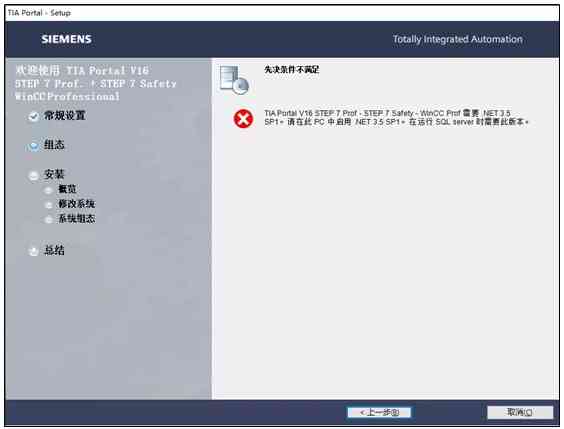 TIA Portal - Setup
SIEMENS
Totally Integrated Automation
欢迎使用 TIA Portal V16
STEP 7 Prof. + STEP 7 Safety
WinCC Professional
常规设置
组态
安装
概览
修改系统
系统组态
总结
先决条件不满足
TIA Portal V16 STEP 7 Prof - STEP 7 Safety - WinCC Prof 需要 .NET 3.5
SP1。请在此 PC 中启用 .NET 3.5 SP1。在运行 SQL server 时需要此版本。
< 上一步(B)
取消(C)